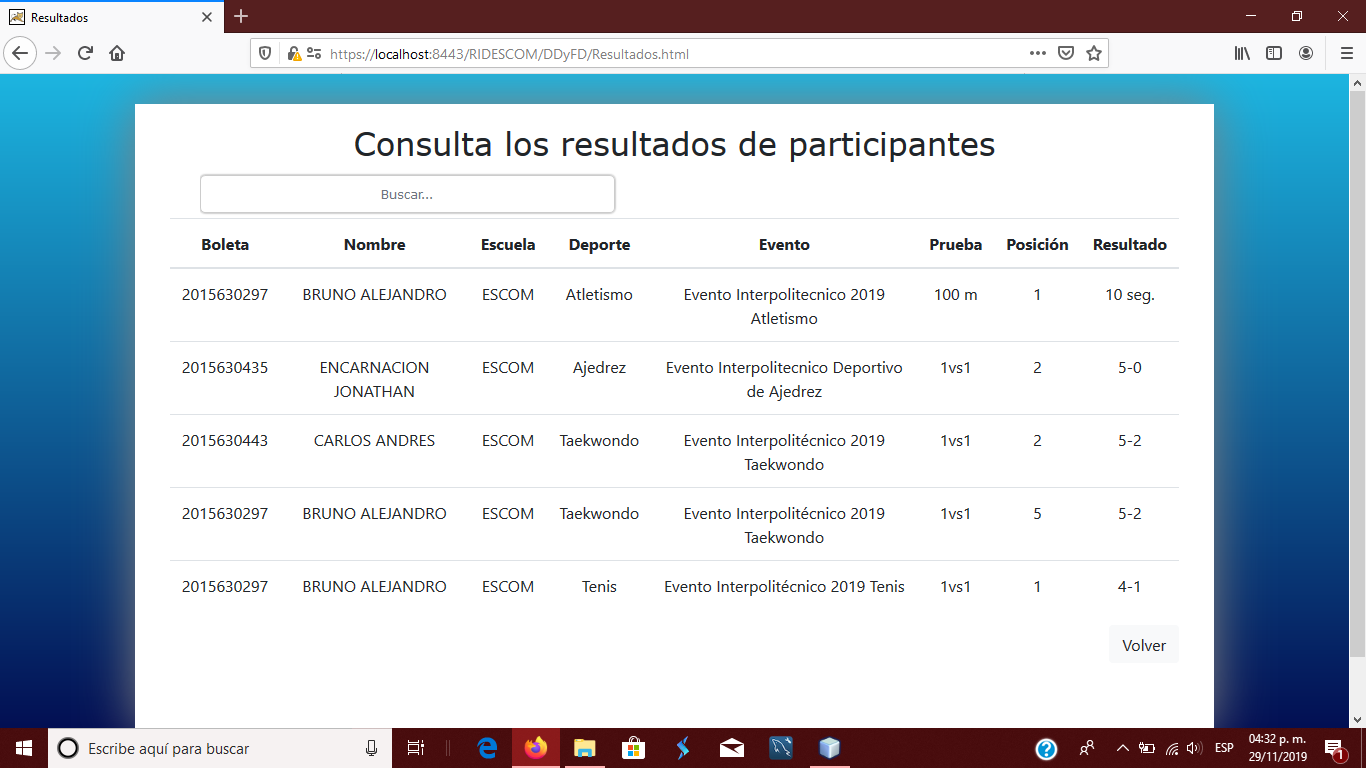 Resultados
https://localhost:8443/RIDESCOM/DDyFD/Resultados.html
Consulta los resultados de participantes
Buscar...
Boleta Nombre Escuela Deporte Evento Prueba Posición Resultado
2015630297 BRUNO ALEJANDRO ESCOM Atletismo Evento Interpolitecnico 2019 100 m 1 10 seg.
Atletismo
2015630435 ENCARNACION ESCOM Ajedrez Evento Interpolitecnico Deportivo 1vs1 2 5-0
JONATHAN de Ajedrez
2015630443 CARLOS ANDRES ESCOM Taekwondo Evento Interpolitécnico 2019 1vs1 2 5-2
Taekwondo
2015630297 BRUNO ALEJANDRO ESCOM Taekwondo Evento Interpolitécnico 2019 1vs1 5 5-2
Taekwondo
2015630297 BRUNO ALEJANDRO ESCOM Tenis Evento Interpolitécnico 2019 Tenis 1vs1 1 4-1
Volver
Escribe aquí para buscar
ESP
04:32 p. m.
29/11/2019
1